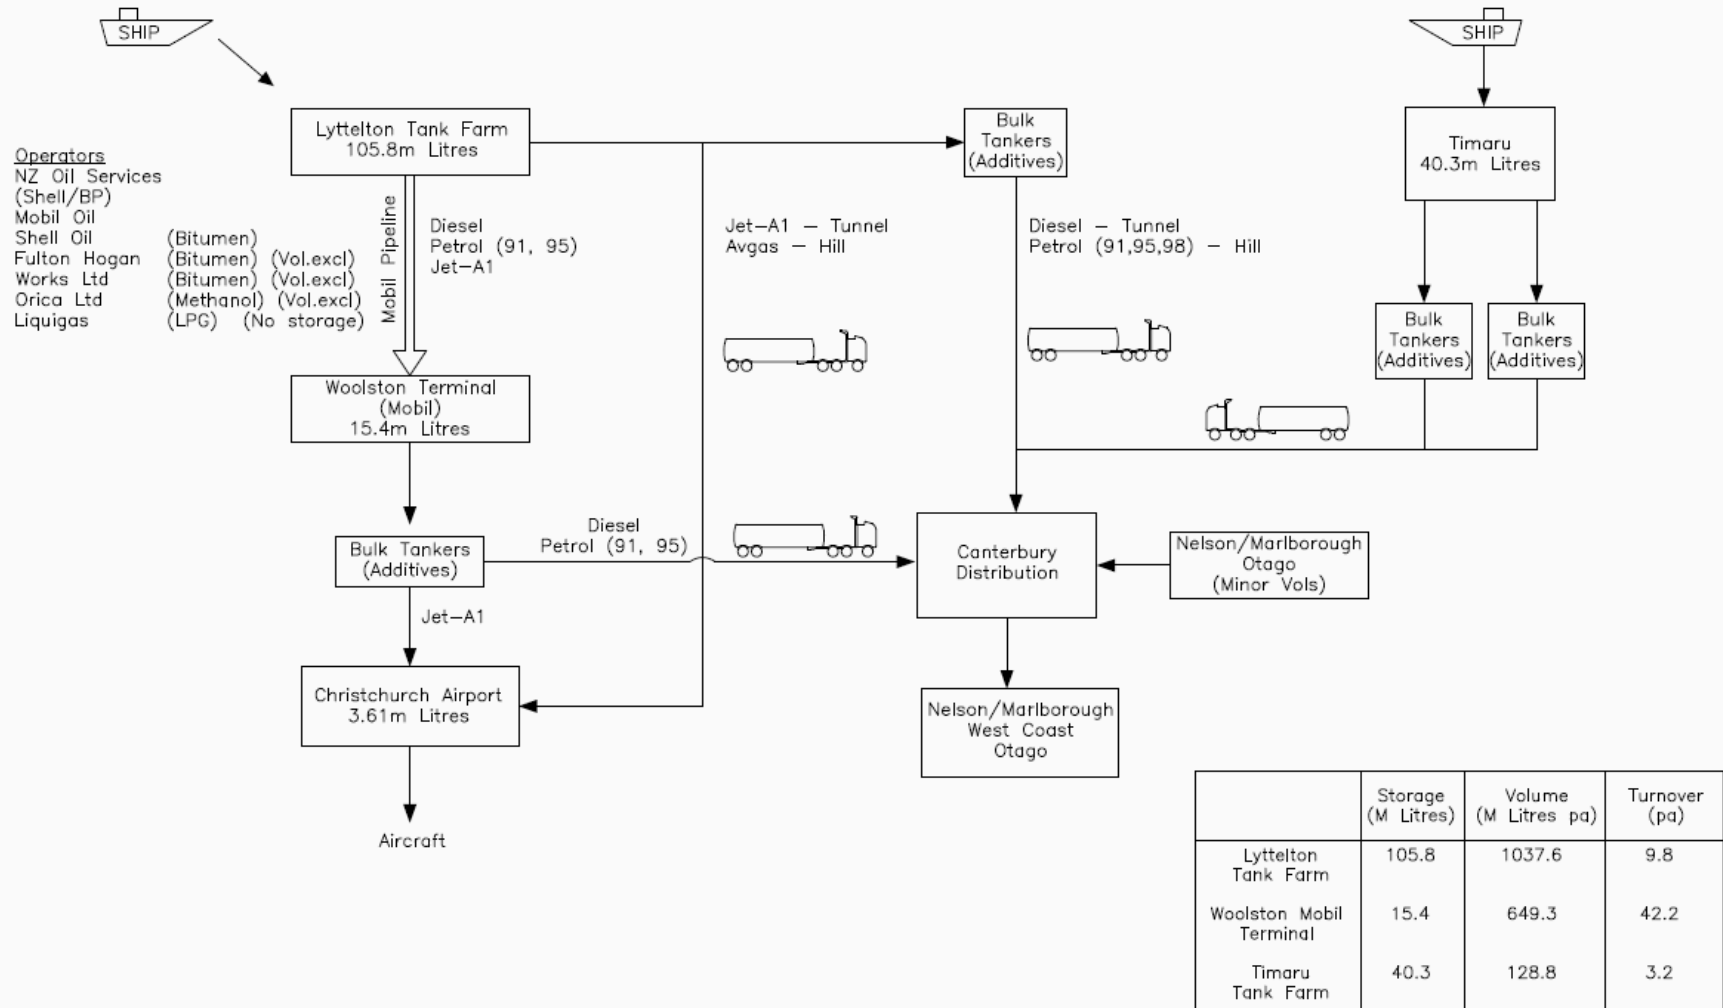 SHIP
SHIP
Lyttelton Tank Farm
105.8m Litres
Bulk
Tankers
(Additives)
Timaru
40.3m Litres
Operators
NZ Oil Services
(Shell/BP)
Mobil Oil
Shell Oil (Bitumen)
Fulton Hogan (Bitumen) (Vol.excl)
Works Ltd (Bitumen) (Vol.excl)
Orica Ltd (Methanol) (Vol.excl)
Liquigas (LPG) (No storage)
Mobil Pipeline
Diesel
Petrol (91, 95)
Jet-A1
Jet-A1 - Tunnel
Avgas - Hill
Diesel - Tunnel
Petrol (91,95,98) - Hill
Bulk
Tankers
(Additives)
Bulk
Tankers
(Additives)
Woolston Terminal
(Mobil)
15.4m Litres
Bulk Tankers
(Additives)
Diesel
Petrol (91, 95)
Canterbury
Distribution
Nelson/Marlborough
Otago
(Minor Vols)
Jet-A1
Christchurch Airport
3.61m Litres
Nelson/Marlborough
West Coast
Otago
Aircraft
Storage Volume Turnover
(M Litres) (M Litres pa) (pa)
Lyttelton 105.8 1037.6 9.8
Tank Farm
Woolston Mobil 15.4 649.3 42.2
Terminal
Timaru 40.3 128.8 3.2
Tank Farm